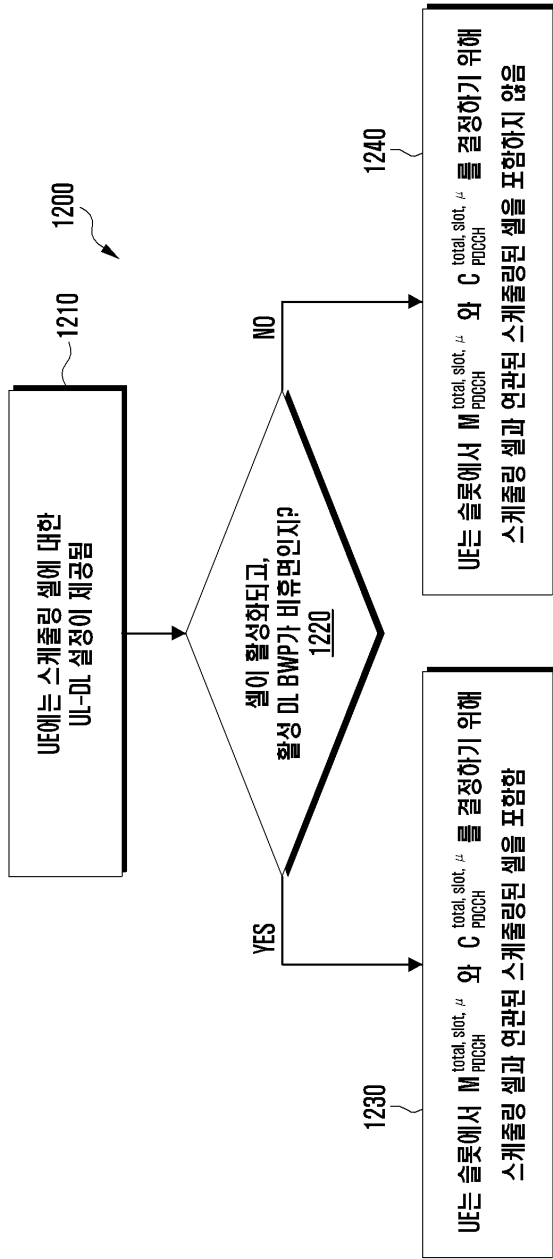 1200
1210
UE에는 스케줄링 셀에 대한
UL-DL 설정이 제공됨
셀이 활성화되고,
활성 DL BWP가 비휴면인지?
1220
YES
NO
1230
UE는 슬롯에서 M total, slot, μ PDCCH 와 C total, slot, μ PDCCH 를 결정하기 위해
스케줄링 셀과 연관된 스케줄링된 셀을 포함함
1240
UE는 슬롯에서 M total, slot, μ PDCCH 와 C total, slot, μ PDCCH 를 결정하기 위해
스케줄링 셀과 연관된 스케줄링된 셀을 포함하지 않음